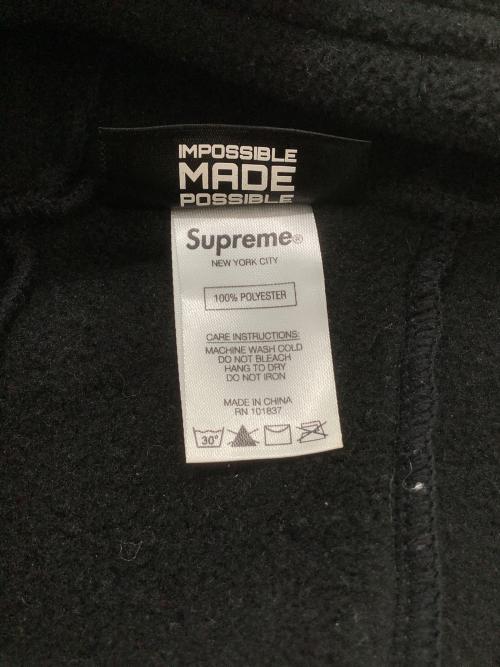 IMPOSSIBLE
MADE
POSSIBLE
Supreme®
NEW YORK CITY
100% POLYESTER
CARE INSTRUCTIONS:
MACHINE WASH COLD
DO NOT BLEACH
HANG TO DRY
DO NOT IRON
MADE IN CHINA
RN 101837
30°